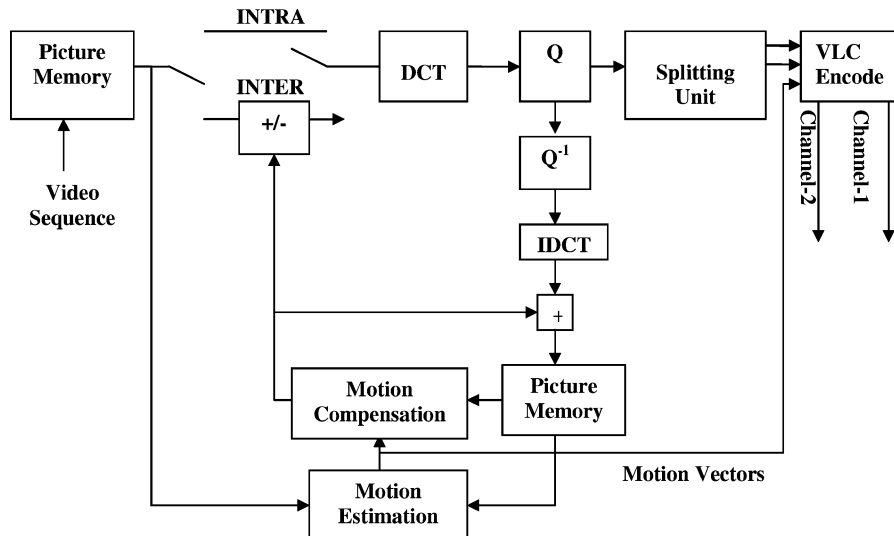 INTRA
Picture
Memory
DCT
Q
Splitting
Unit
VLC
Encode
INTER
+/-
Q-1
Channel-2
Channel-1
Video
Sequence
IDCT
+
Motion
Compensation
Picture
Memory
Motion Vectors
Motion
Estimation